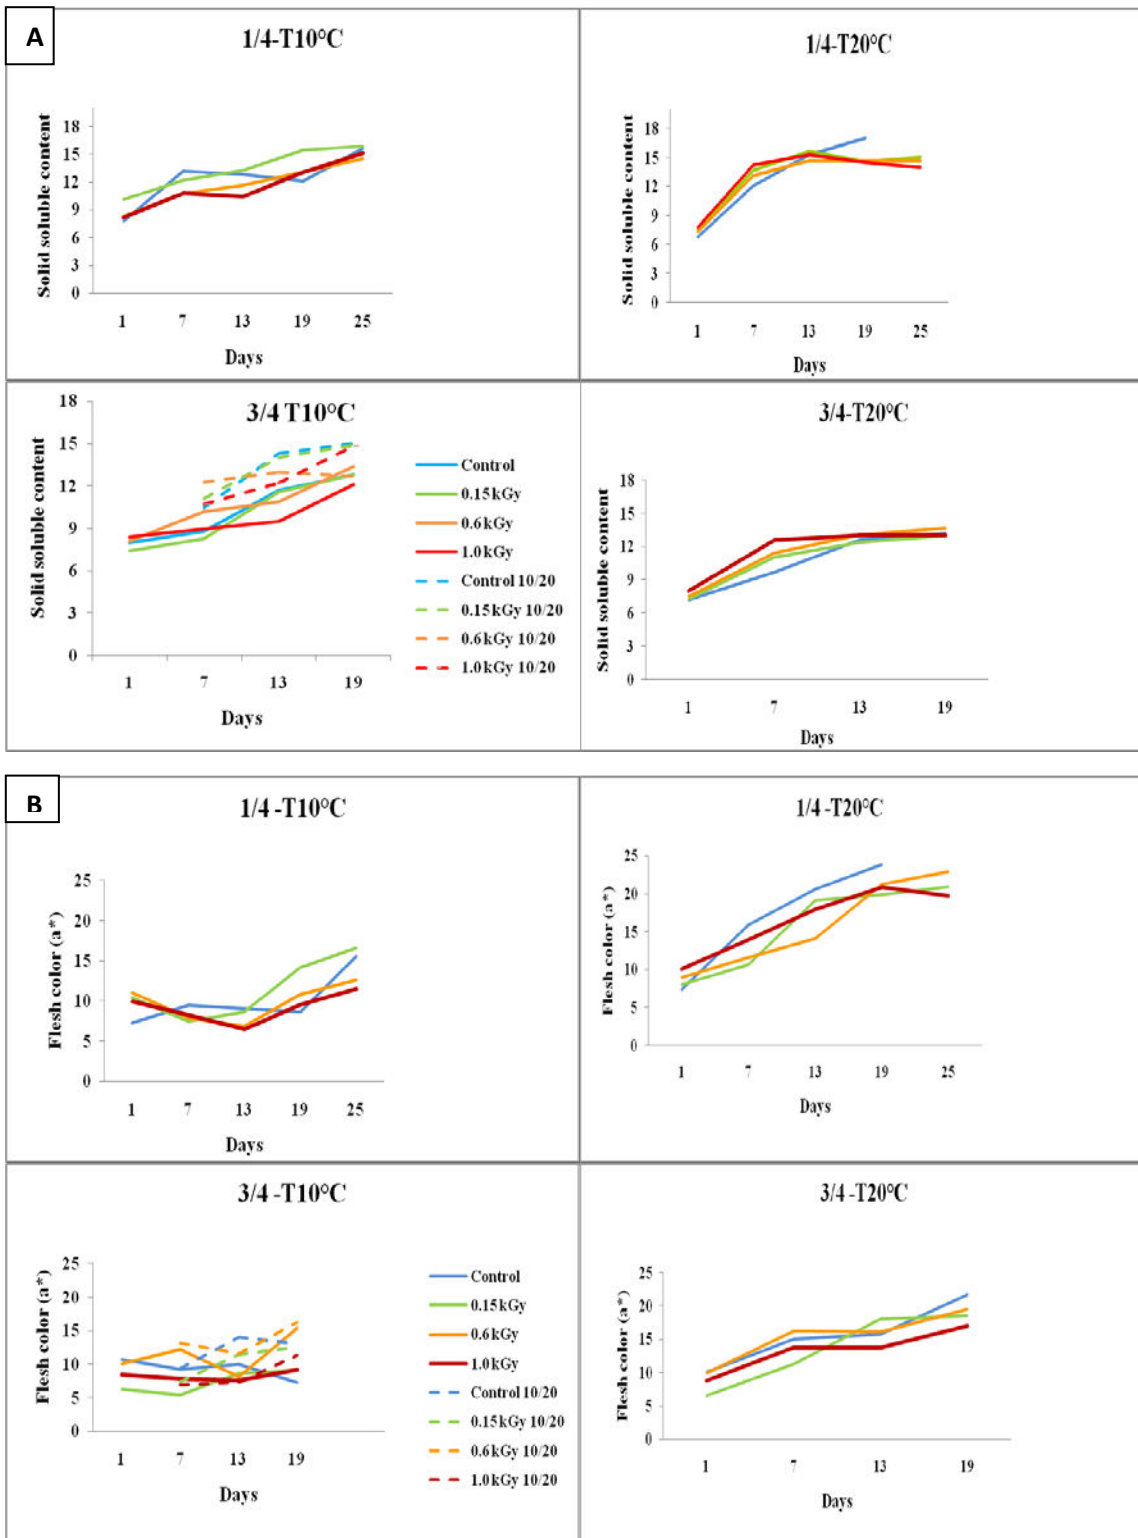 A
1/4-T10°C
Solid soluble content
18
15
12
9
6
3
0
1 7 13 19 25
Days
1/4-T20°C
Solid soluble content
18
15
12
9
6
3
0
1 7 13 19 25
Days
3/4 T10°C
Solid soluble content
18
15
12
9
6
3
0
1 7 13 19
Days
Control
0.15kGy
0.6kGy
1.0kGy
Control 10/20
0.15kGy 10/20
0.6kGy 10/20
1.0kGy 10/20
3/4-T20°C
Solid soluble content
18
15
12
9
6
3
0
1 7 13 19
Days
B
1/4 -T10°C
Flesh color (a*)
25
20
15
10
5
0
1 7 13 19 25
Days
1/4 -T20°C
Flesh color (a*)
25
20
15
10
5
0
1 7 13 19 25
Days
3/4 -T10°C
Flesh color (a*)
25
20
15
10
5
0
1 7 13 19
Days
Control
0.15kGy
0.6kGy
1.0kGy
Control 10/20
0.15kGy 10/20
0.6kGy 10/20
1.0kGy 10/20
3/4 -T20°C
Flesh color (a*)
25
20
15
10
5
0
1 7 13 19
Days